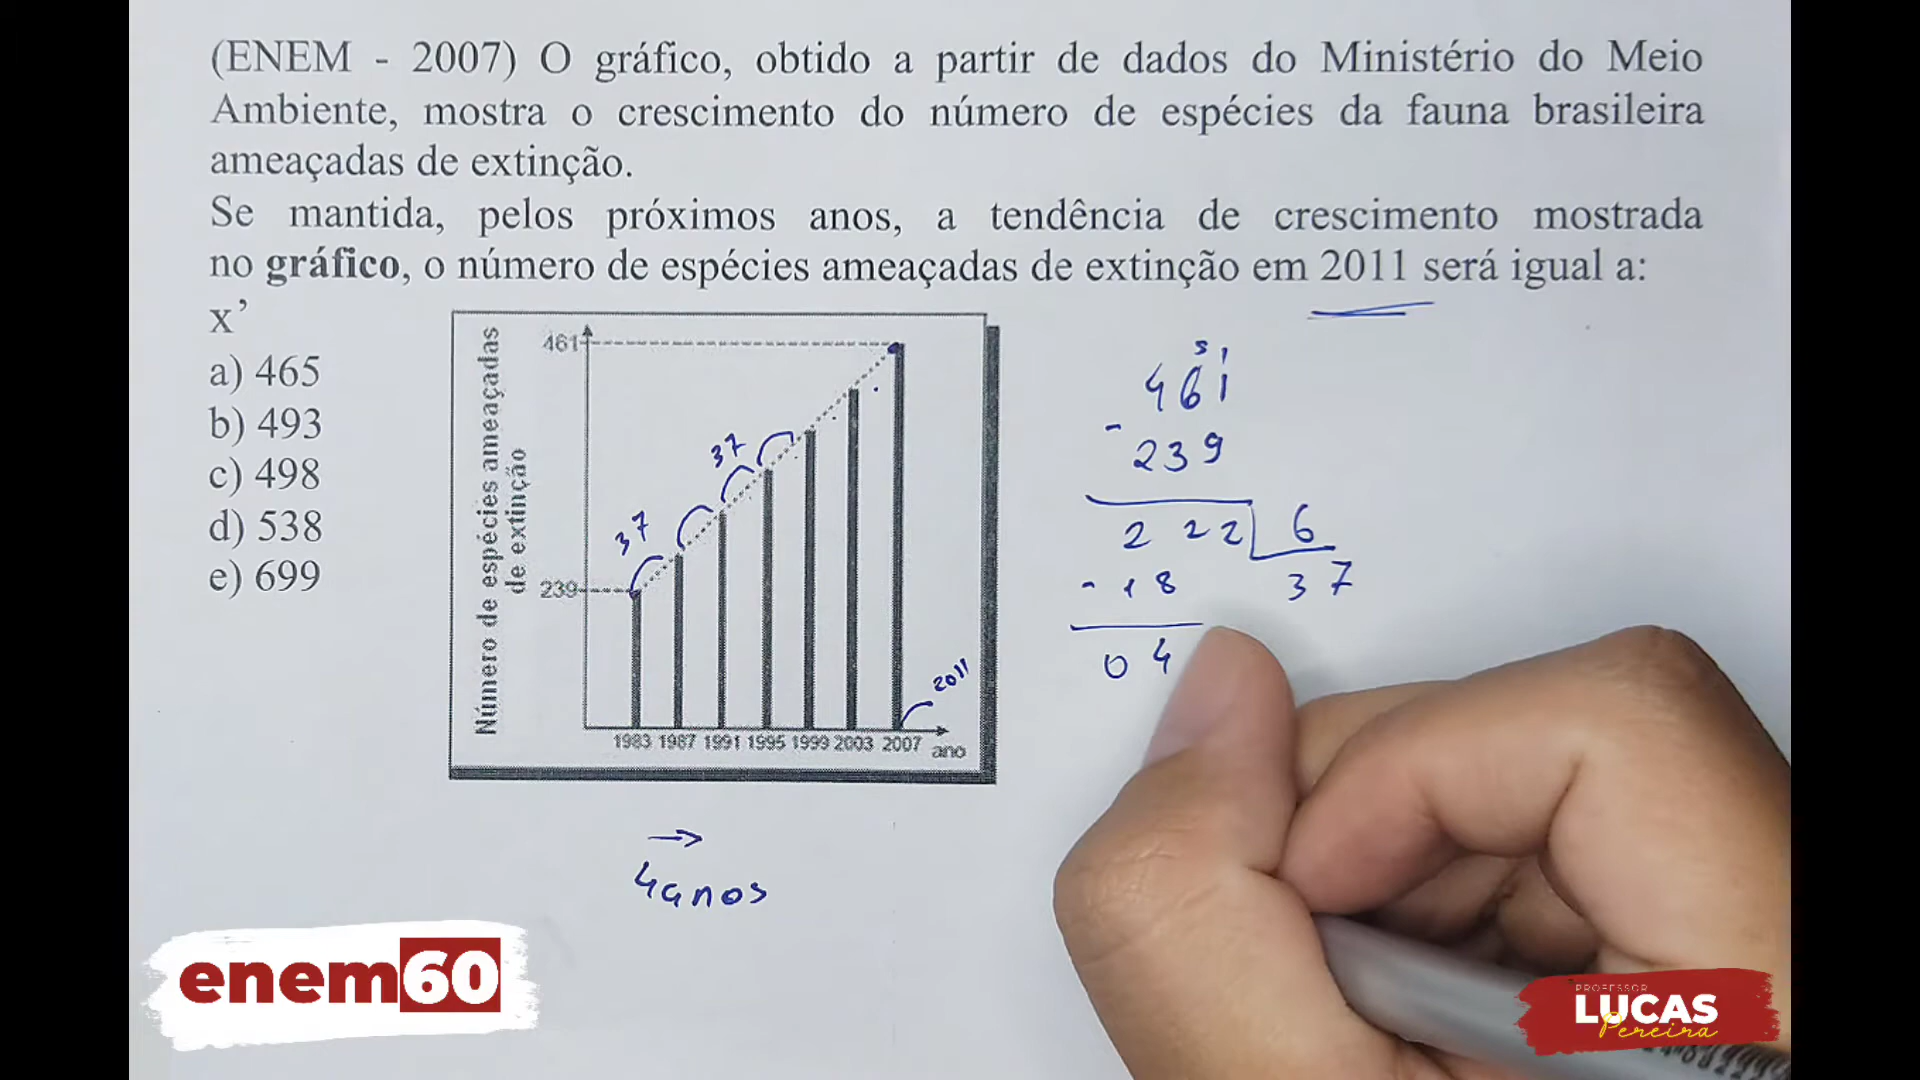 (ENEM - 2007) O gráfico, obtido a partir de dados do Ministério do Meio
Ambiente, mostra o crescimento do número de espécies da fauna brasileira
ameaçadas de extinção.
Se mantida, pelos próximos anos, a tendência de crescimento mostrada
no gráfico, o número de espécies ameaçadas de extinção em 2011 será igual a:
x’
a) 465
b) 493
c) 498
d) 538
e) 699
Número de espécies ameaçadas
de extinção
461
239
37
37
2011
1983 1987 1991 1995 1999 2003 2007 ano
4 anos
5 1
461
- 239
222 6
- 18 37
04
enem60
PROFESSOR
LUCAS
Pereira